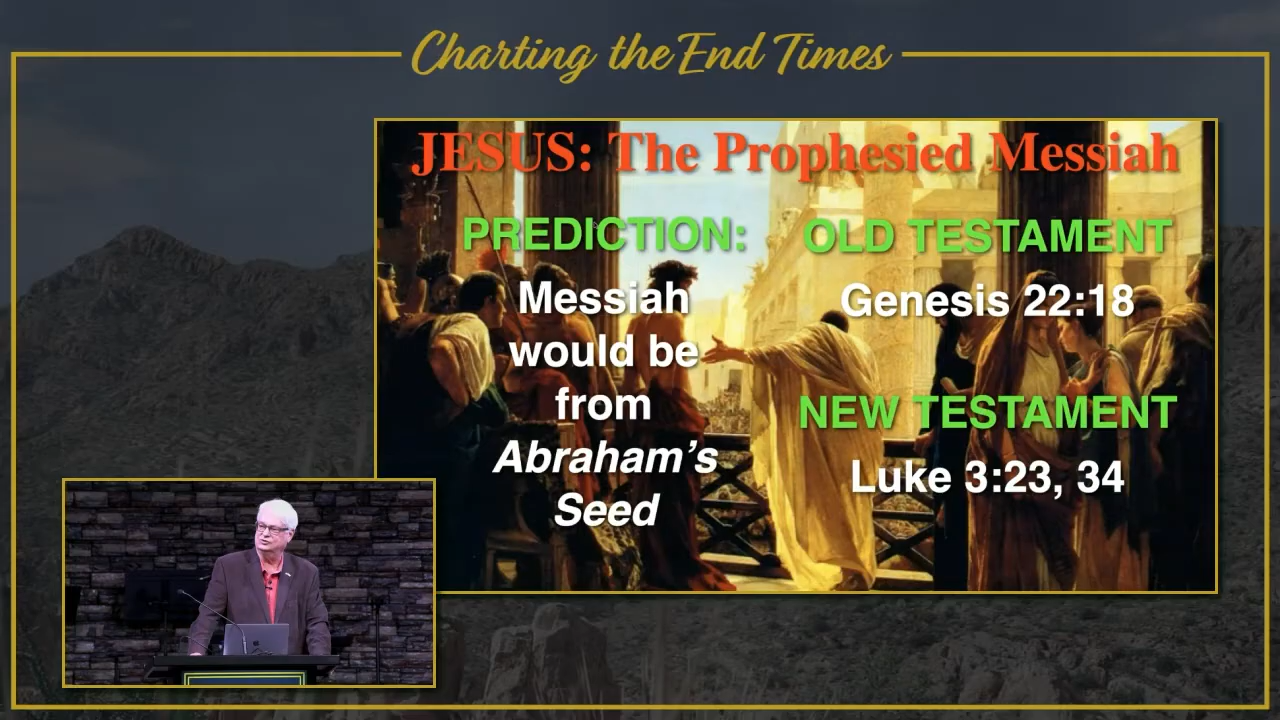 Charting the End Times
JESUS: The Prophesied Messiah
PREDICTION:
Messiah
would be
from
Abraham’s
Seed
OLD TESTAMENT
Genesis 22:18
NEW TESTAMENT
Luke 3:23, 34